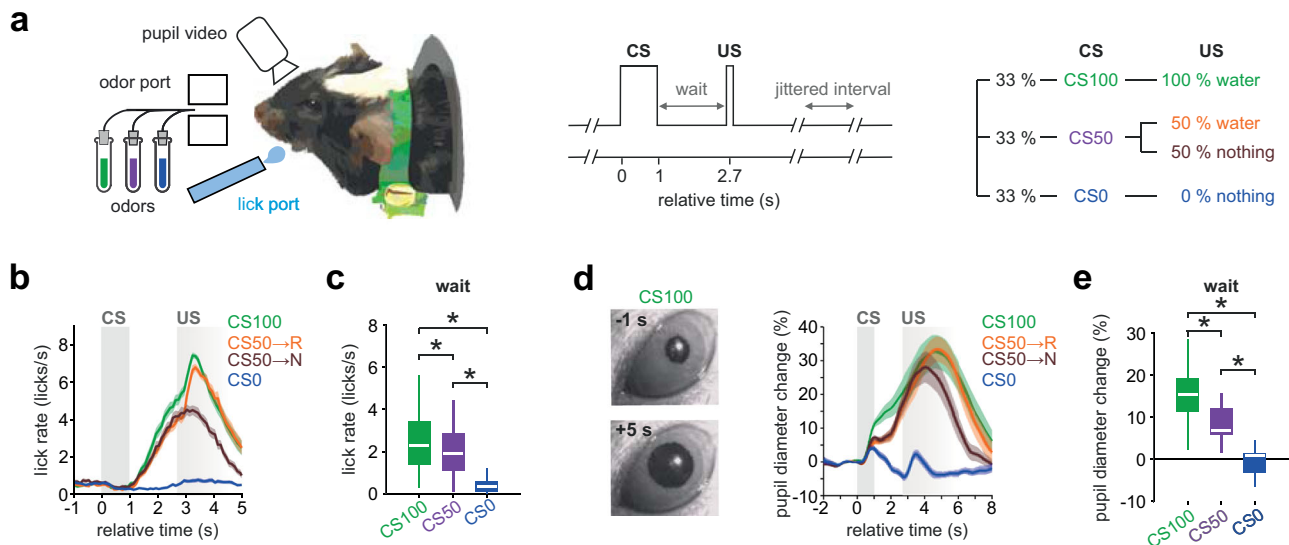 a
pupil video
odor port
odors
lick port
CS
US
wait
jittered interval
0
1
2.7
relative time (s)
CS
US
33 %
CS100
100 % water
33 %
CS50
50 % water
50 % nothing
33 %
CS0
0 % nothing
b
CS
US
CS100
CS50→R
CS50→N
CS0
lick rate (licks/s)
8
6
4
2
0
-1 0 1 2 3 4 5
relative time (s)
c
wait
lick rate (licks/s)
8
6
4
2
0
*
*
*
CS100
CS50
CS0
d
CS100
-1 s
+5 s
CS
US
CS100
CS50→R
CS50→N
CS0
pupil diameter change (%)
40
30
20
10
0
-10
-2 0 2 4 6 8
relative time (s)
e
wait
pupil diameter change (%)
30
20
10
0
-10
*
*
*
CS100
CS50
CS0